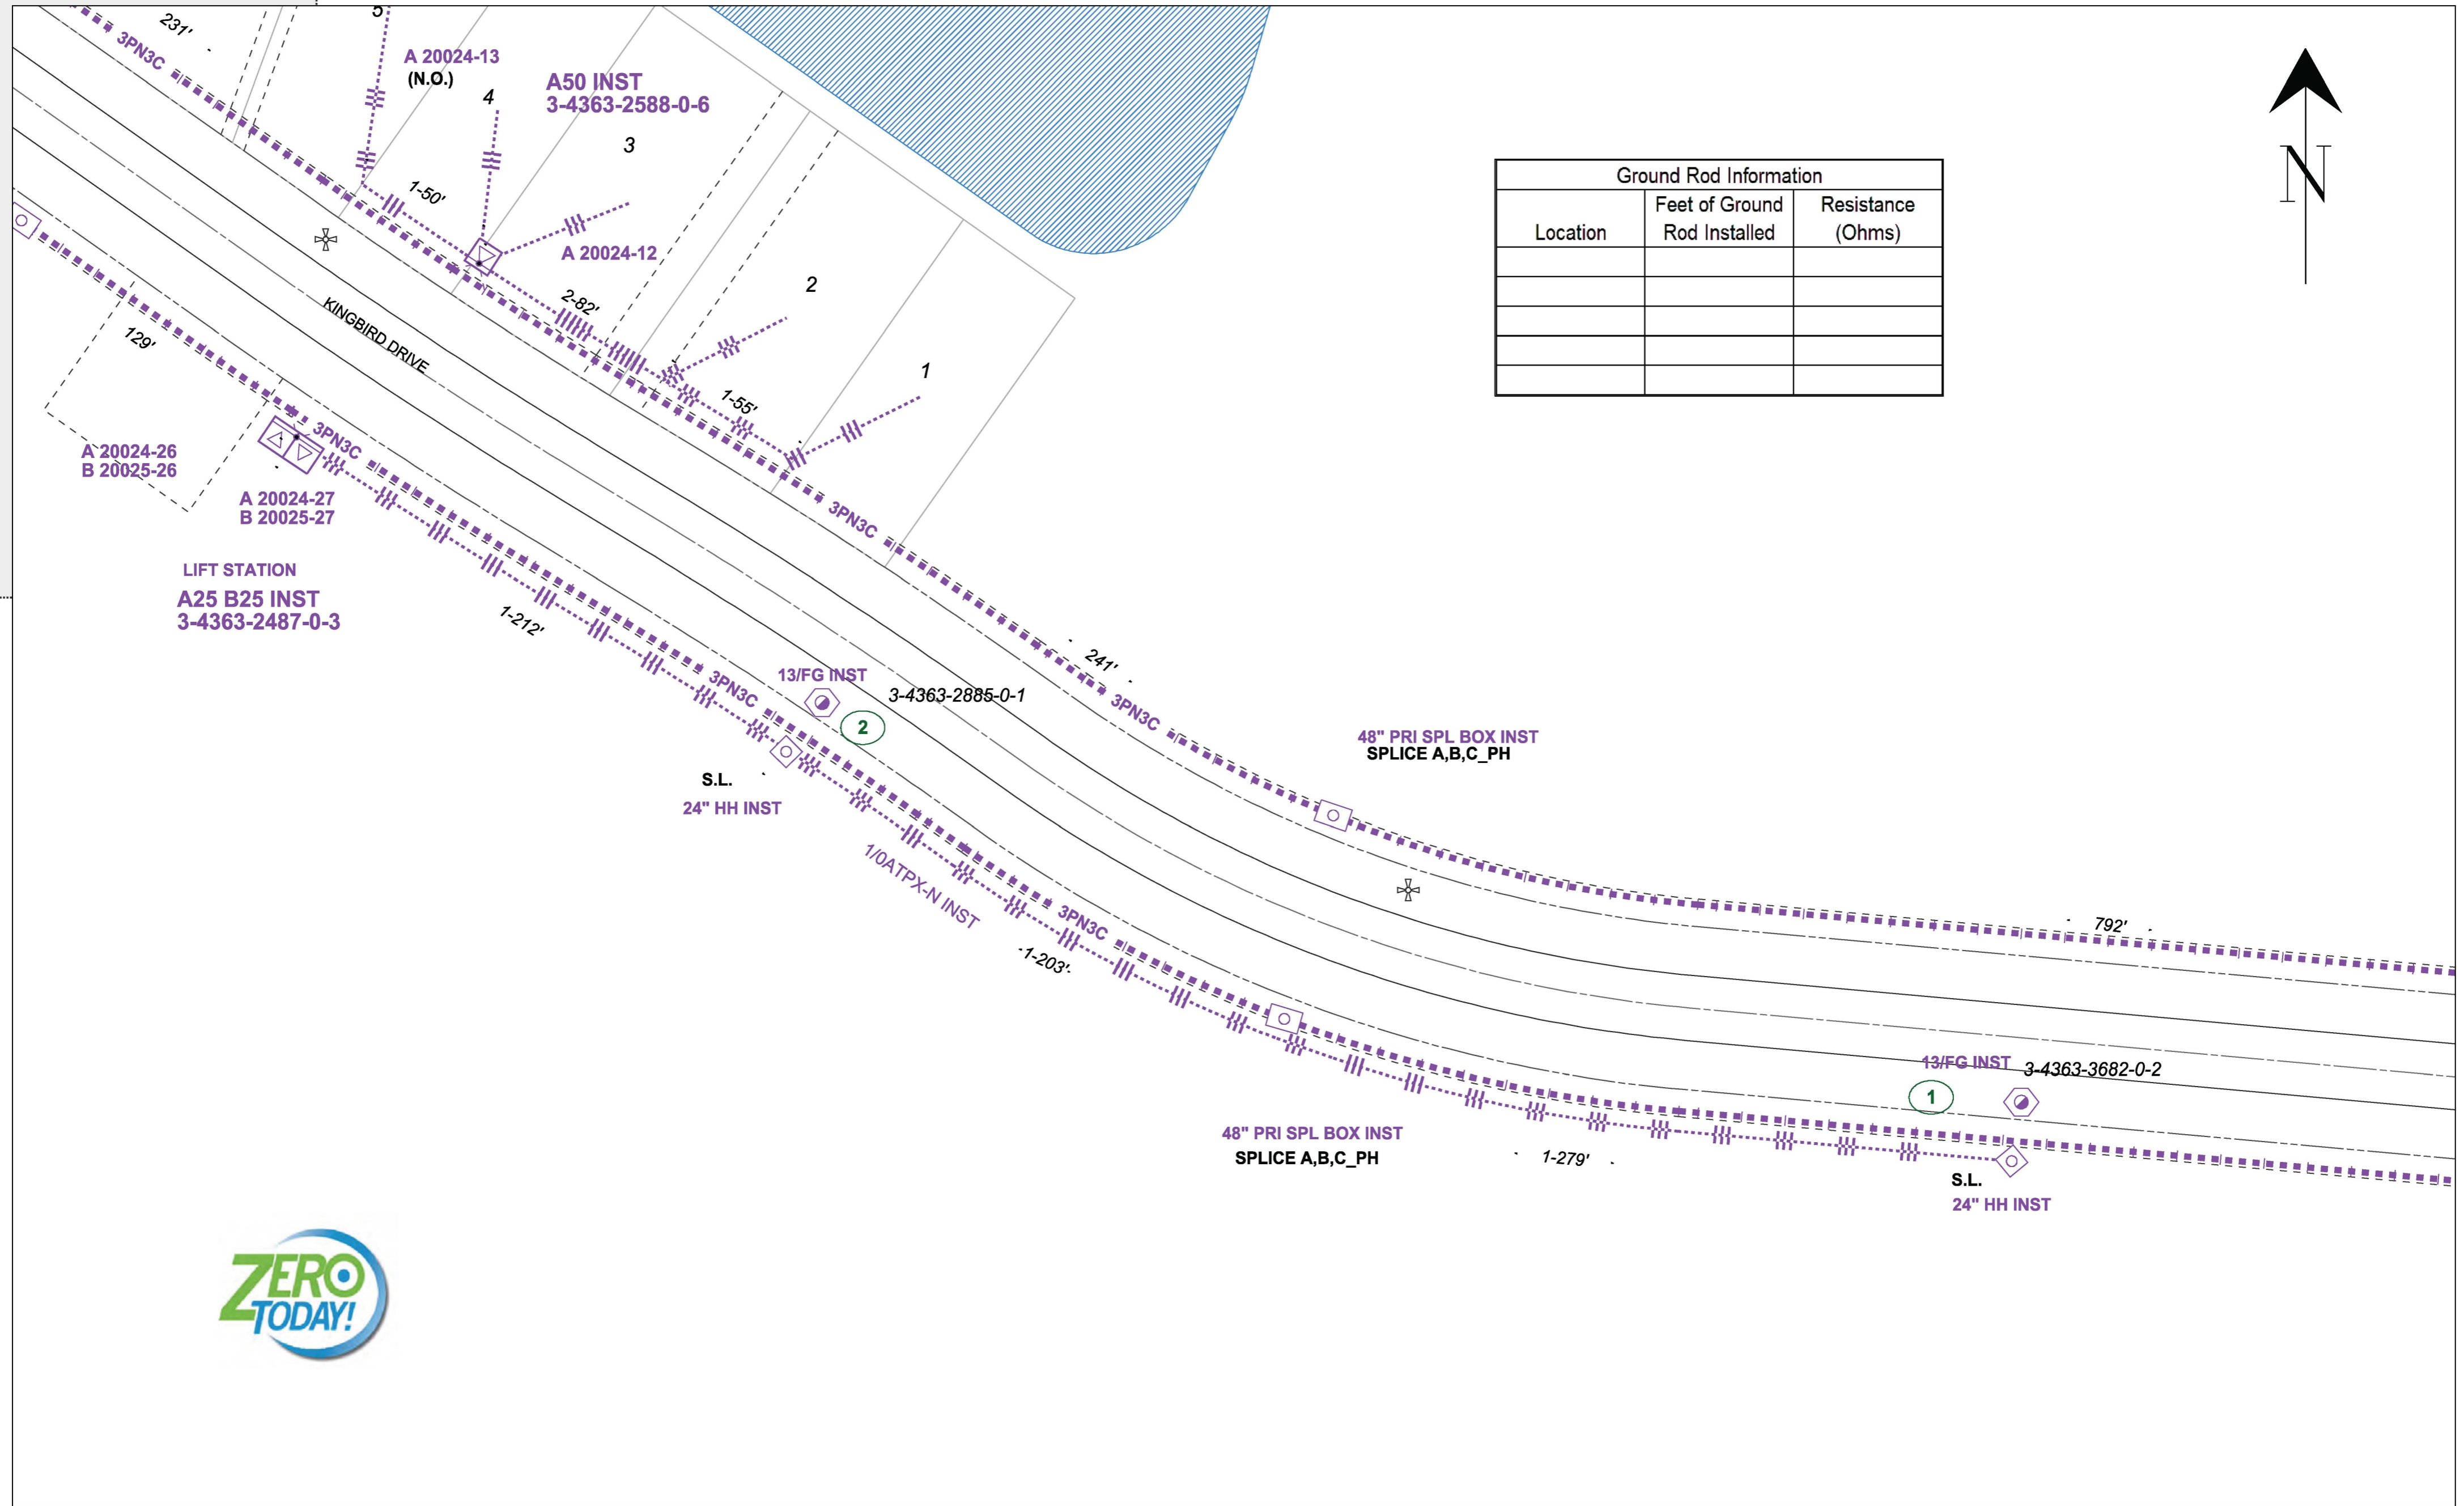 5
231'
3PN3C
A 20024-13
(N.O.)
4
A50 INST
3-4363-2588-0-6
3
1-50'
A 20024-12
2
2-82'
1
1-55'
KINGBIRD DRIVE
129'
3PN3C
A 20024-26
B 20025-26
A 20024-27
B 20025-27
LIFT STATION
A25 B25 INST
3-4363-2487-0-3
3PN3C
1-212'
241'
3PN3C
13/FG INST
3-4363-2885-0-1
2
3PN3C
S.L.
24" HH INST
48" PRI SPL BOX INST
SPLICE A,B,C_PH
1/0ATPX-N INST
3PN3C
1-203'
792'
13/FG INST
3-4363-3682-0-2
1
48" PRI SPL BOX INST
SPLICE A,B,C_PH
1-279'
S.L.
24" HH INST
Ground Rod Information
Location
Feet of Ground
Rod Installed
Resistance
(Ohms)
N
ZERO
TODAY!